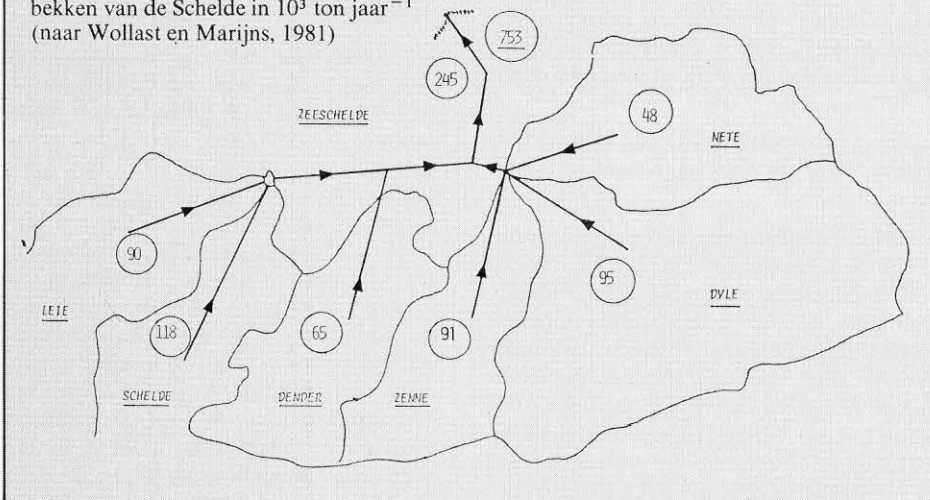 bekken van de Schelde in 10³ ton jaar⁻¹
(naar Wollast en Marijns, 1981)
753
245
ZEESCHELDE
48
NETE
90
95
DYLE
LEIE
118
65
91
SCHELDE
DENDER
ZENNE